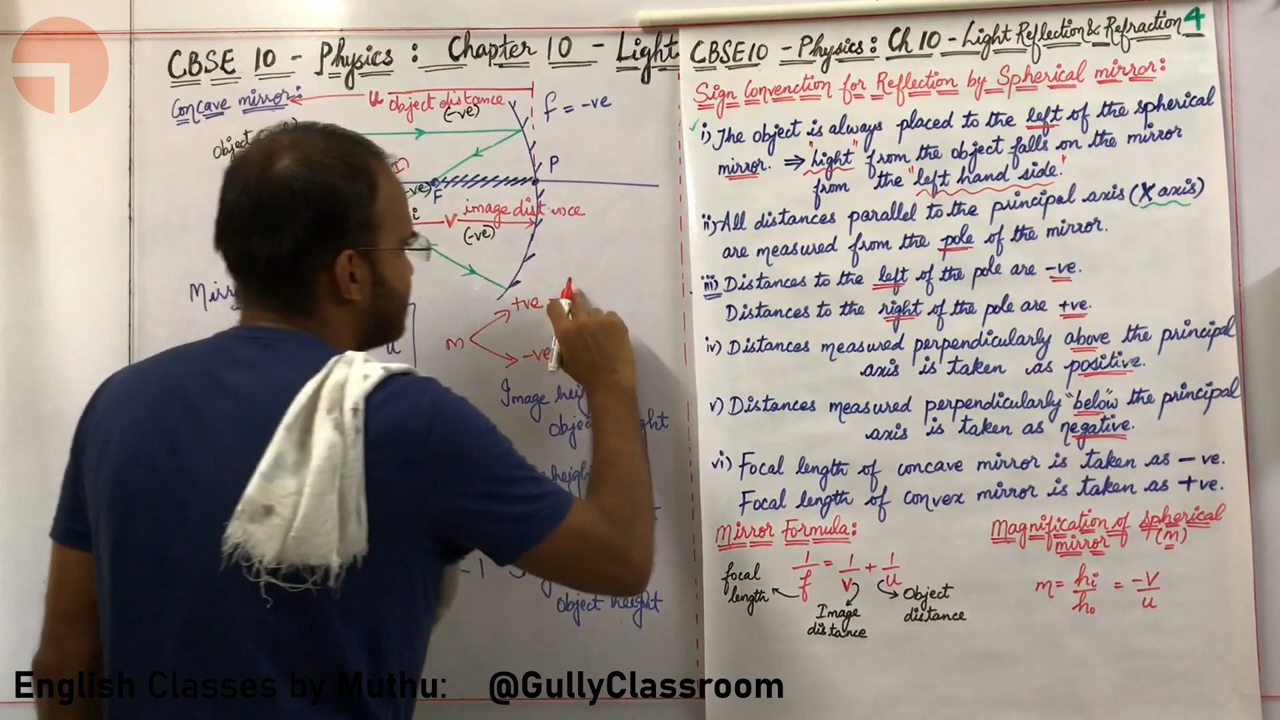 CBSE 10 - Physics : Chapter 10 - Light
Concave mirror:
u object distance
(-ve)
f = -ve
P
F
v image distance
(-ve)
m
+ve
-ve
u
Image
object
object height
CBSE10 - Physics : Ch 10 - Light Reflection & Refraction 4
Sign Convenction for Reflection by Spherical mirror:
i) The object is always placed to the left of the spherical
mirror. ⇒ "Light" from the object falls on the mirror
from the "left hand side."
ii) All distances parallel to the principal axis (X axis)
are measured from the pole of the mirror.
iii) Distances to the left of the pole are -ve.
Distances to the right of the pole are +ve.
iv) Distances measured perpendicularly above the principal
axis is taken as positive.
v) Distances measured perpendicularly "below" the principal
axis is taken as negative.
vi) Focal length of concave mirror is taken as -ve.
Focal length of convex mirror is taken as +ve.
Mirror Formula:
1/f = 1/v + 1/u
focal length
Image distance
Object distance
Magnification of spherical
mirror (m)
m = hi/ho = -v/u
English Classes by Muthu: @GullyClassroom